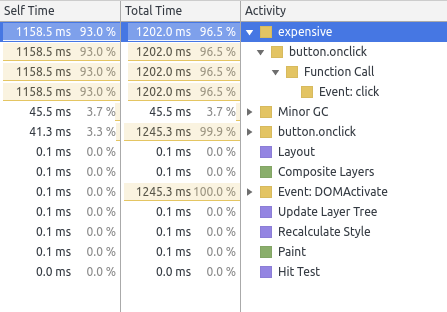 Self Time Total Time Activity
1158.5 ms 93.0 % 1202.0 ms 96.5 % expensive
1158.5 ms 93.0 % 1202.0 ms 96.5 % button.onclick
1158.5 ms 93.0 % 1202.0 ms 96.5 % Function Call
1158.5 ms 93.0 % 1202.0 ms 96.5 % Event: click
45.5 ms 3.7 % 45.5 ms 3.7 % Minor GC
41.3 ms 3.3 % 1245.3 ms 99.9 % button.onclick
0.1 ms 0.0 % 0.1 ms 0.0 % Layout
0.1 ms 0.0 % 0.1 ms 0.0 % Composite Layers
0.1 ms 0.0 % 1245.3 ms 100.0 % Event: DOMActivate
0.1 ms 0.0 % 0.1 ms 0.0 % Update Layer Tree
0.1 ms 0.0 % 0.1 ms 0.0 % Recalculate Style
0.1 ms 0.0 % 0.1 ms 0.0 % Paint
0.0 ms 0.0 % 0.0 ms 0.0 % Hit Test